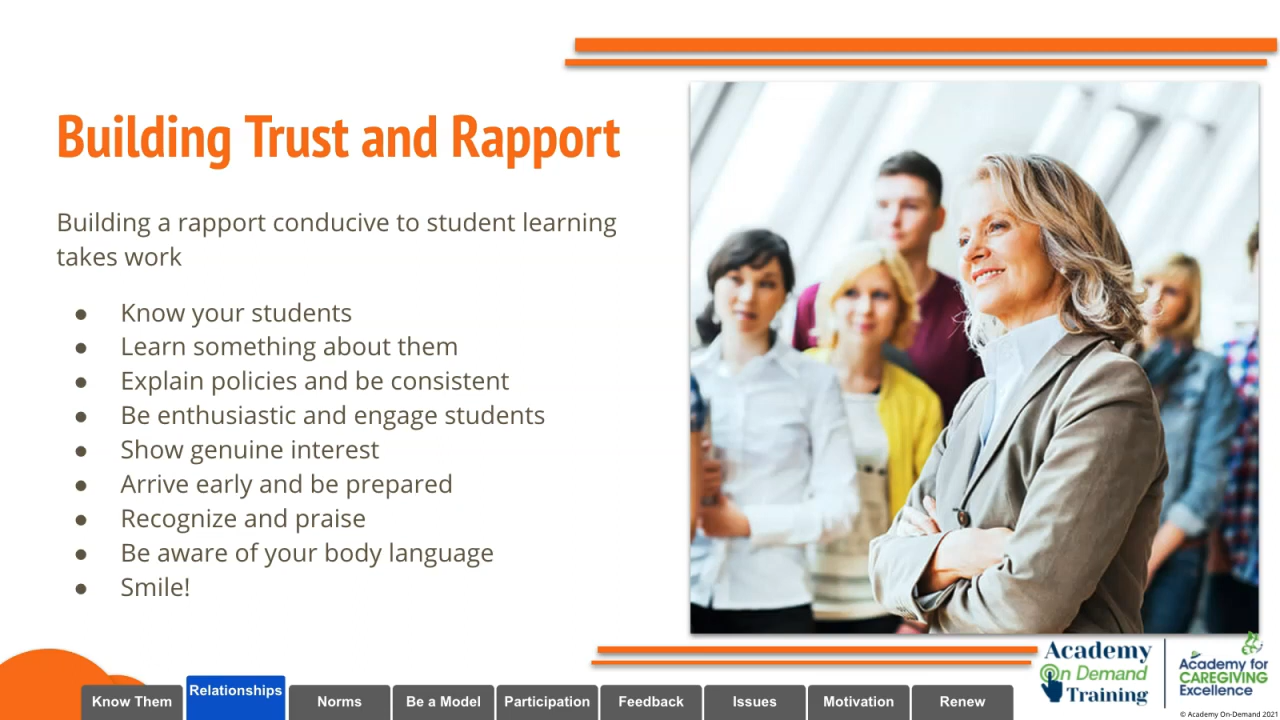 Building Trust and Rapport
Building a rapport conducive to student learning
takes work
● Know your students
● Learn something about them
● Explain policies and be consistent
● Be enthusiastic and engage students
● Show genuine interest
● Arrive early and be prepared
● Recognize and praise
● Be aware of your body language
● Smile!
Know Them
Relationships
Norms
Be a Model
Participation
Feedback
Issues
Motivation
Renew
Academy
On Demand
Training
Academy for
CAREGIVING
Excellence
© Academy On-Demand 2021